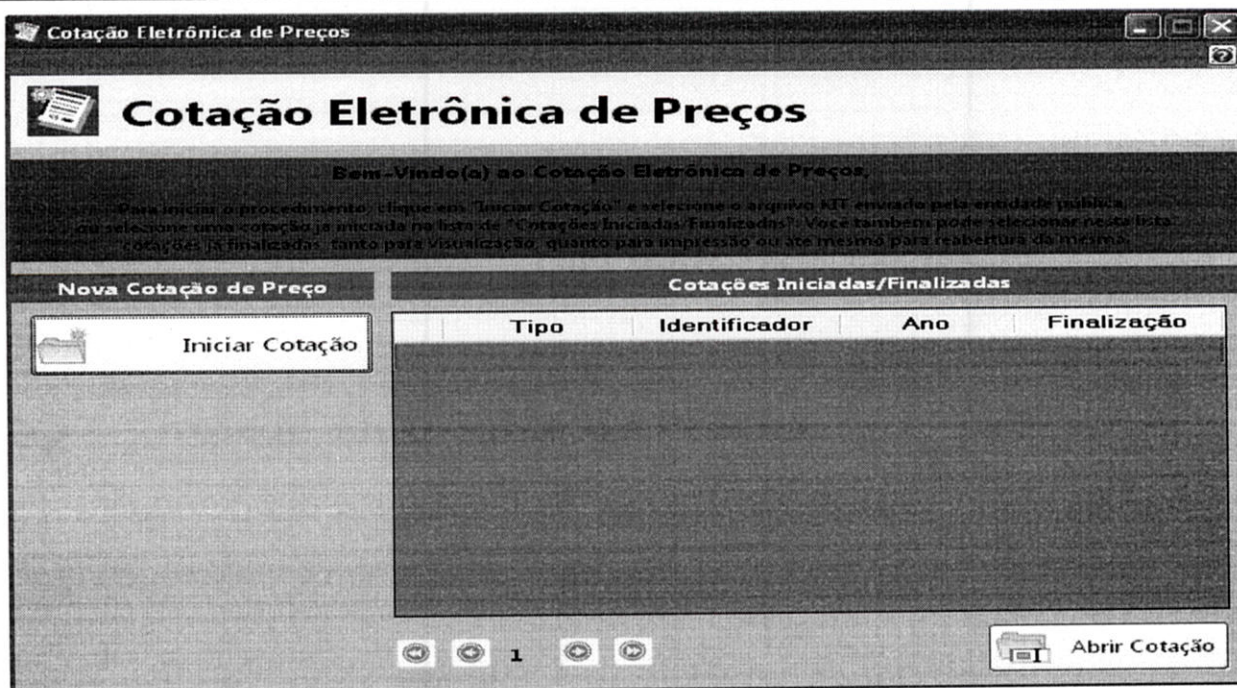 Cotação Eletrônica de Preços
Cotação Eletrônica de Preços
Bem-Vindo(a) ao Cotação Eletrônica de Preços,
Para iniciar o procedimento, clique em "Iniciar Cotação" e selecione o arquivo KIT enviado pela entidade pública,
ou selecione uma cotação já iniciada na lista de "Cotações Iniciadas/Finalizadas". Você também pode selecionar nesta lista
cotações já finalizadas, tanto para visualização, quanto para impressão ou até mesmo para reabertura da mesma.
Nova Cotação de Preço
Cotações Iniciadas/Finalizadas
Iniciar Cotação
Tipo Identificador Ano Finalização
1
Abrir Cotação